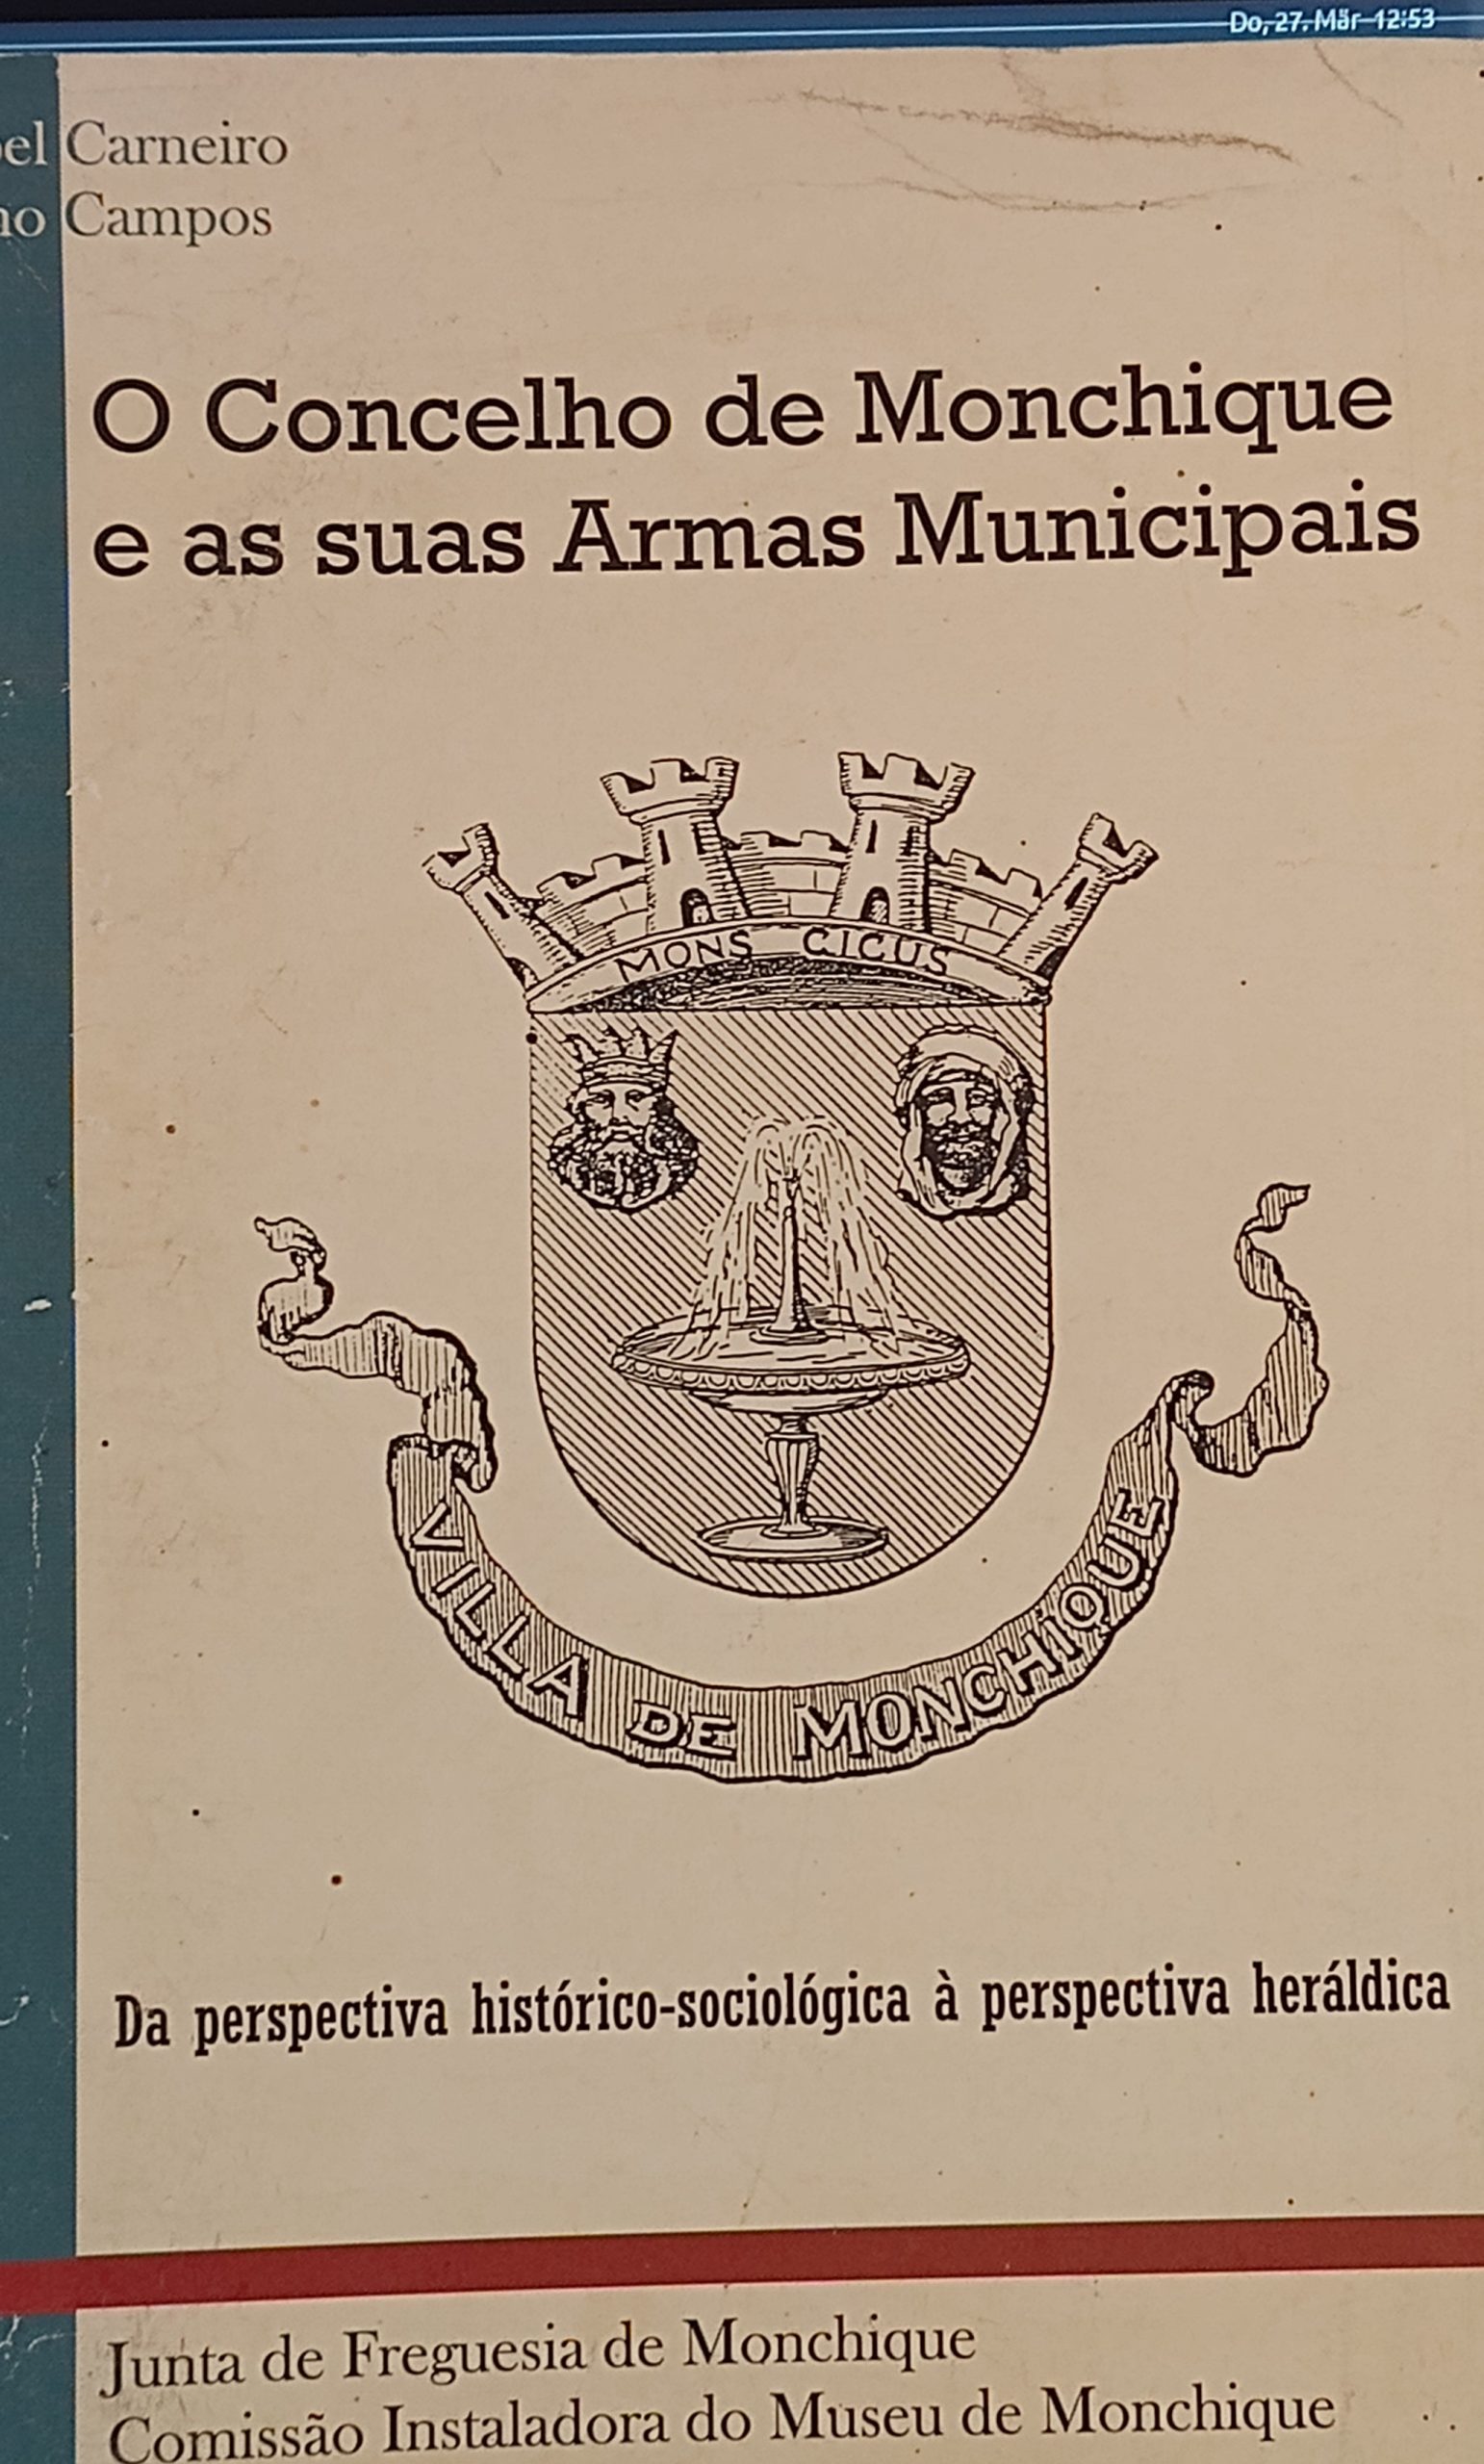 Do, 27. Mär 12:53
el Carneiro
no Campos
O Concelho de Monchique
e as suas Armas Municipais
MONS CICUS
VILLA DE MONCHIQUE
Da perspectiva histórico-sociológica à perspectiva heráldica
Junta de Freguesia de Monchique
Comissão Instaladora do Museu de Monchique